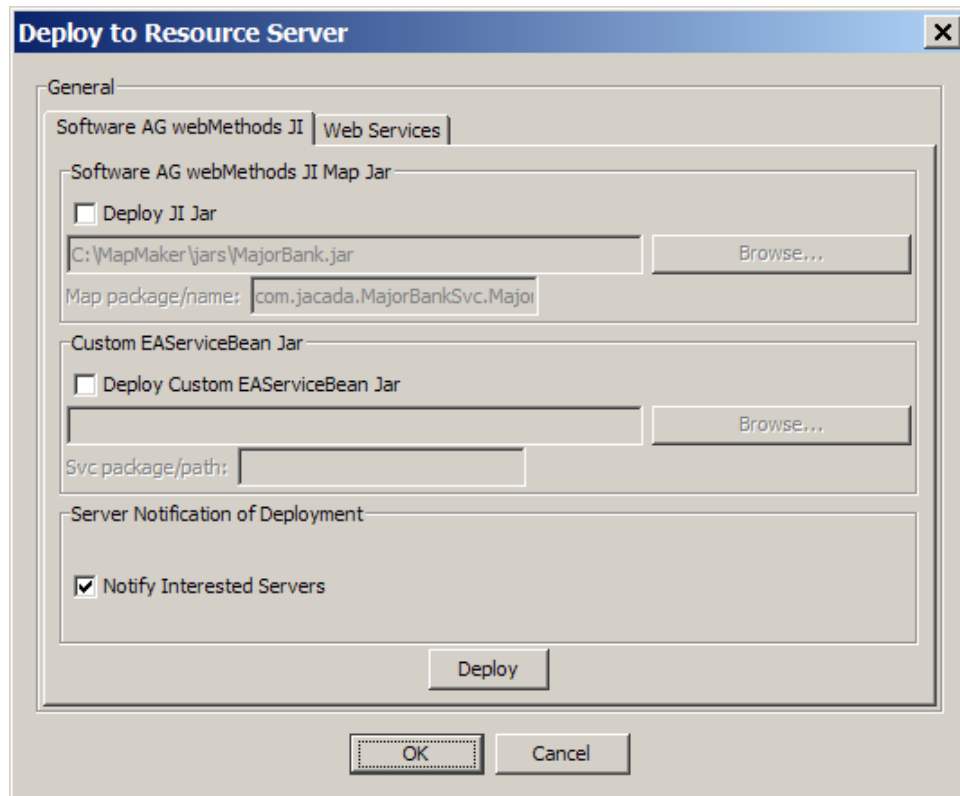 Deploy to Resource Server
General
Software AG webMethods JI
Web Services
Software AG webMethods JI Map Jar
Deploy JI Jar
C:\MapMaker\jars\MajorBank.jar
Browse...
Map package/name:
com.jacada.MajorBankSvc.Major
Custom EAServiceBean Jar
Deploy Custom EAServiceBean Jar
Browse...
Svc package/path:
Server Notification of Deployment
Notify Interested Servers
Deploy
OK
Cancel